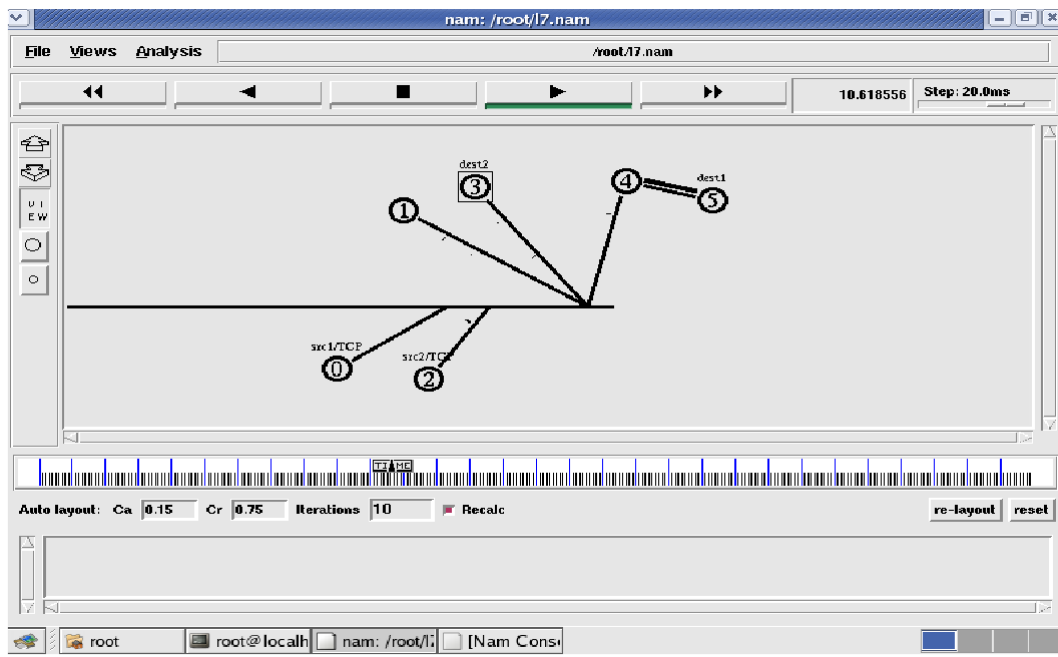 nam: /root/l7.nam
File Views Analysis /root/l7.nam
10.618556 Step: 20.0ms
VIEW
dest2
3
1
4
dest1
5
src1/TCP
0
src2/TCP
2
TIME
Auto layout: Ca 0.15 Cr 0.75 Iterations 10 Recalc re-layout reset
root root@localh nam: /root/l7 [Nam Cons